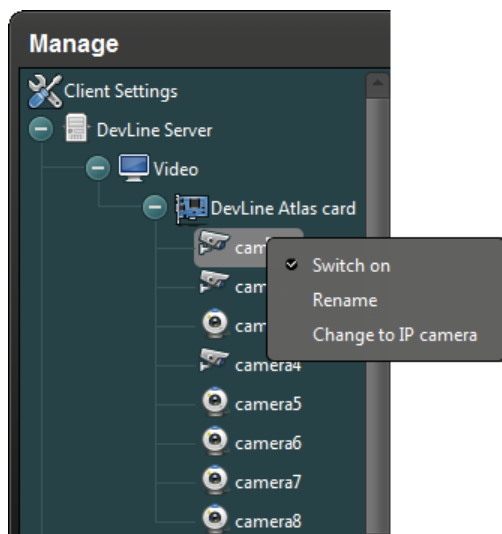 Manage
Client Settings
DevLine Server
Video
DevLine Atlas card
cam
Switch on
cam
Rename
cam
Change to IP camera
camera4
camera5
camera6
camera7
camera8